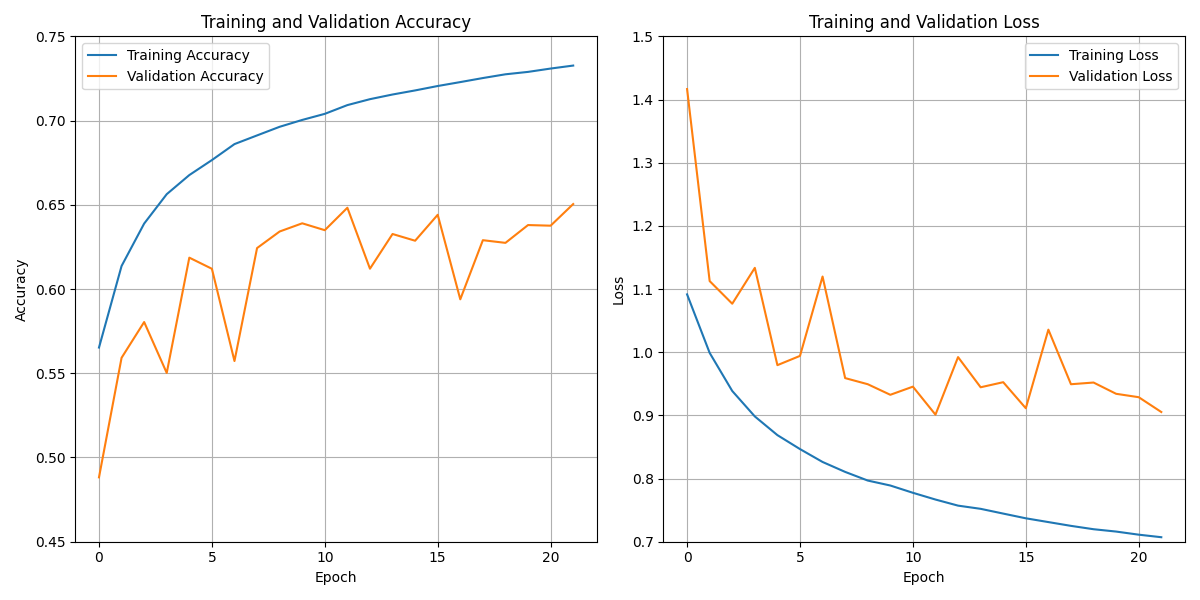 Training and Validation Accuracy
0.75
0.70
0.65
0.60
0.55
0.50
0.45
Accuracy
Training Accuracy
Validation Accuracy
0 5 10 15 20
Epoch
Training and Validation Loss
1.5
1.4
1.3
1.2
1.1
1.0
0.9
0.8
0.7
Loss
Training Loss
Validation Loss
0 5 10 15 20
Epoch